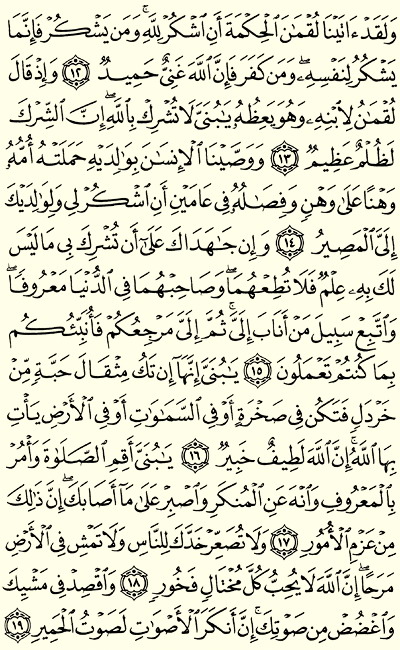 وَلَقَدْ ءَاتَيْنَا لُقْمَـٰنَ ٱلْحِكْمَةَ أَنِ ٱشْكُرْ لِلَّهِ ۚ وَمَن يَشْكُرْ فَإِنَّمَا
يَشْكُرُ لِنَفْسِهِۦ ۖ وَمَن كَفَرَ فَإِنَّ ٱللَّهَ غَنِىٌّ حَمِيدٌ ﴿١٢﴾ وَإِذْ قَالَ
لُقْمَـٰنُ لِٱبْنِهِۦ وَهُوَ يَعِظُهُۥ يَـٰبُنَىَّ لَا تُشْرِكْ بِٱللَّهِ ۖ إِنَّ ٱلشِّرْكَ
لَظُلْمٌ عَظِيمٌ ﴿١٣﴾ وَوَصَّيْنَا ٱلْإِنسَـٰنَ بِوَٰلِدَيْهِ حَمَلَتْهُ أُمُّهُۥ
وَهْنًا عَلَىٰ وَهْنٍ وَفِصَـٰلُهُۥ فِى عَامَيْنِ أَنِ ٱشْكُرْ لِى وَلِوَٰلِدَيْكَ
إِلَىَّ ٱلْمَصِيرُ ﴿١٤﴾ وَإِن جَـٰهَدَاكَ عَلَىٰٓ أَن تُشْرِكَ بِى مَا لَيْسَ
لَكَ بِهِۦ عِلْمٌ فَلَا تُطِعْهُمَا ۖ وَصَاحِبْهُمَا فِى ٱلدُّنْيَا مَعْرُوفًا ۖ
وَٱتَّبِعْ سَبِيلَ مَنْ أَنَابَ إِلَىَّ ۚ ثُمَّ إِلَىَّ مَرْجِعُكُمْ فَأُنَبِّئُكُم
بِمَا كُنتُمْ تَعْمَلُونَ ﴿١٥﴾ يَـٰبُنَىَّ إِنَّهَآ إِن تَكُ مِثْقَالَ حَبَّةٍ مِّنْ
خَرْدَلٍ فَتَكُن فِى صَخْرَةٍ أَوْ فِى ٱلسَّمَـٰوَٰتِ أَوْ فِى ٱلْأَرْضِ يَأْتِ
بِهَا ٱللَّهُ ۚ إِنَّ ٱللَّهَ لَطِيفٌ خَبِيرٌ ﴿١٦﴾ يَـٰبُنَىَّ أَقِمِ ٱلصَّلَوٰةَ وَأْمُرْ
بِٱلْمَعْرُوفِ وَٱنْهَ عَنِ ٱلْمُنكَرِ وَٱصْبِرْ عَلَىٰ مَآ أَصَابَكَ ۖ إِنَّ ذَٰلِكَ
مِنْ عَزْمِ ٱلْأُمُورِ ﴿١٧﴾ وَلَا تُصَعِّرْ خَدَّكَ لِلنَّاسِ وَلَا تَمْشِ فِى ٱلْأَرْضِ
مَرَحًا ۖ إِنَّ ٱللَّهَ لَا يُحِبُّ كُلَّ مُخْتَالٍ فَخُورٍ ﴿١٨﴾ وَٱقْصِدْ فِى مَشْيِكَ
وَٱغْضُضْ مِن صَوْتِكَ ۚ إِنَّ أَنكَرَ ٱلْأَصْوَٰتِ لَصَوْتُ ٱلْحَمِيرِ ﴿١٩﴾